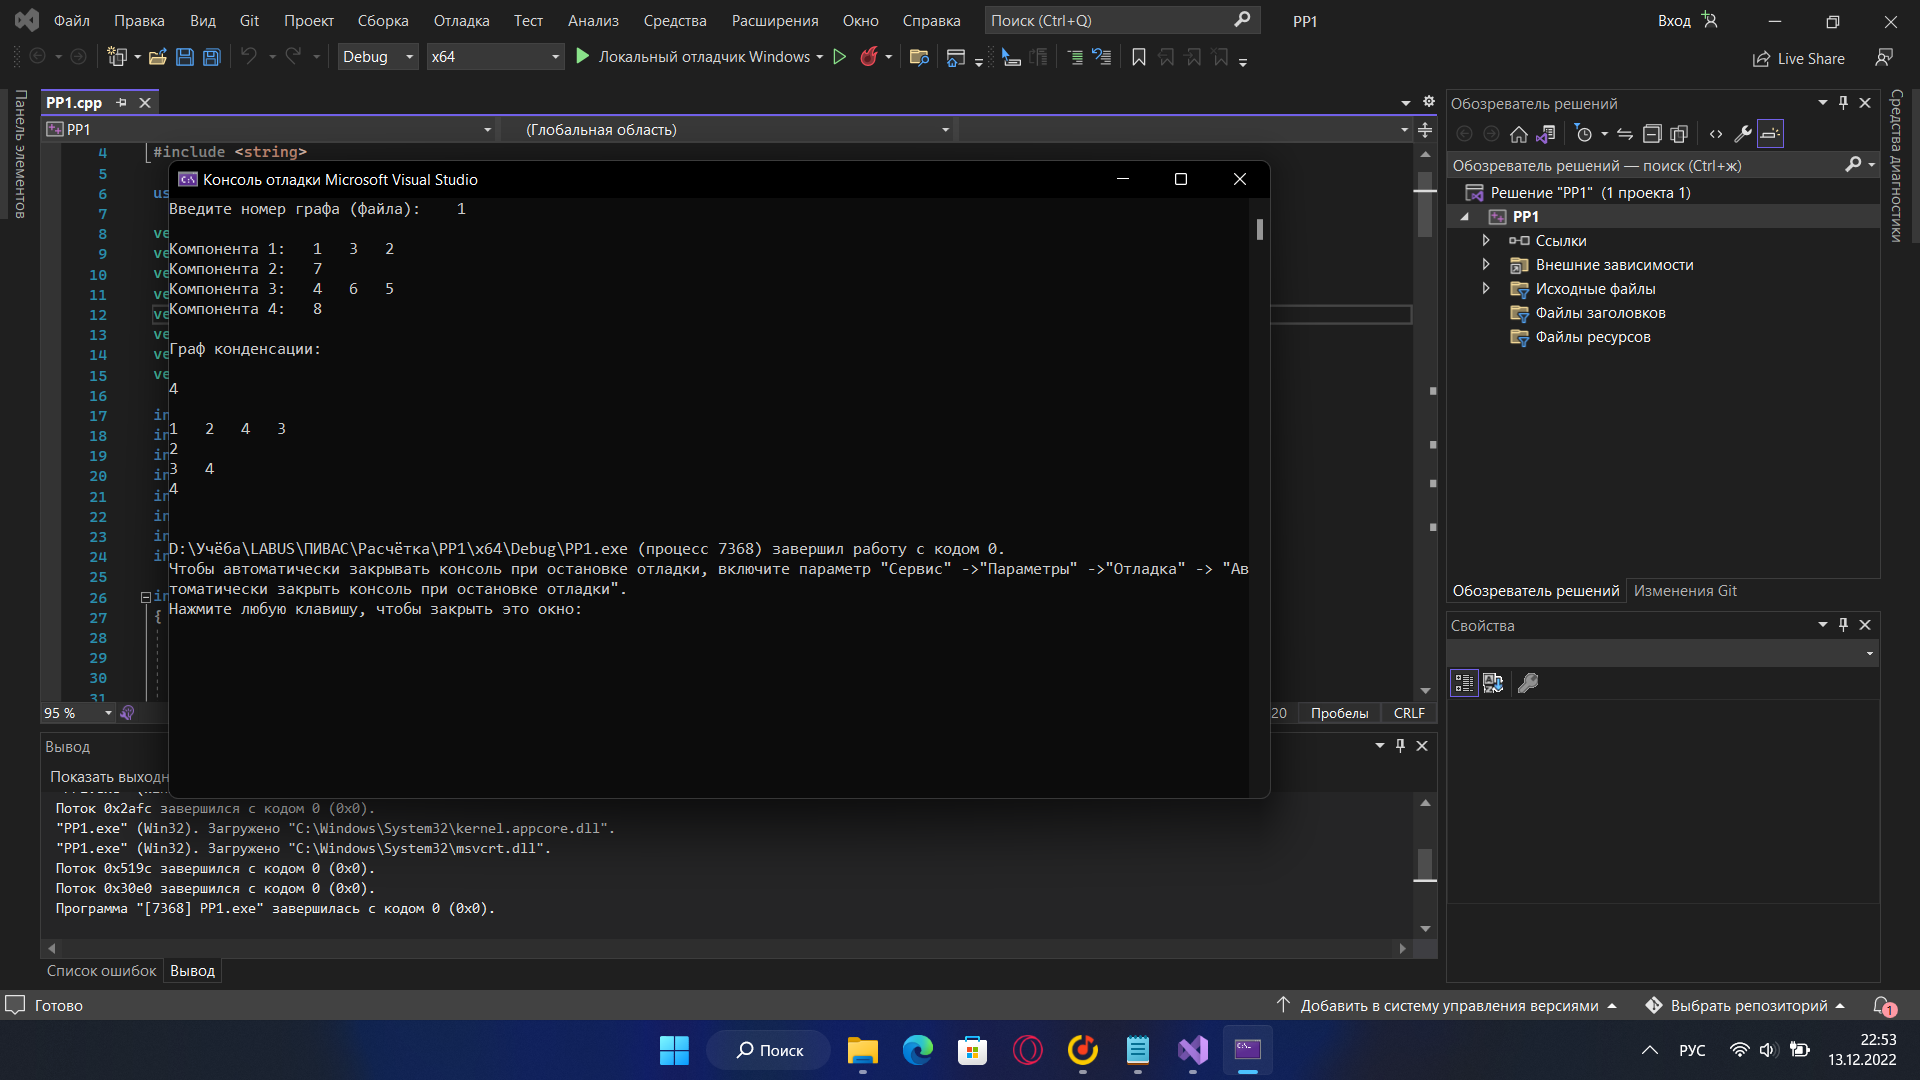 Файл Правка Вид Git Проект Сборка Отладка Тест Анализ Средства Расширения Окно Справка Поиск (Ctrl+Q) PP1 Вход
Debug x64 Локальный отладчик Windows Live Share
Панель элементов
PP1.cpp
PP1 (Глобальная область)
4 #include <string>
5
6 us
7
8 ve
9 ve
10 ve
11 ve
12 ve
13 ve
14 ve
15 ve
16
17 in
18 in
19 in
20 in
21 in
22 in
23 in
24 in
25
26 in
27 {
28
29
30
31
Консоль отладки Microsoft Visual Studio
Введите номер графа (файла): 1
Компонента 1: 1 3 2
Компонента 2: 7
Компонента 3: 4 6 5
Компонента 4: 8
Граф конденсации:
4
1 2 4 3
2
3 4
4
D:\Учёба\LABUS\ПИВАС\Расчётка\PP1\x64\Debug\PP1.exe (процесс 7368) завершил работу с кодом 0.
Чтобы автоматически закрывать консоль при остановке отладки, включите параметр "Сервис" ->"Параметры" ->"Отладка" -> "Ав
томатически закрыть консоль при остановке отладки".
Нажмите любую клавишу, чтобы закрыть это окно:
95 % 20 Пробелы CRLF
Вывод
Показать выходн
Поток 0x2afc завершился с кодом 0 (0x0).
"PP1.exe" (Win32). Загружено "C:\Windows\System32\kernel.appcore.dll".
"PP1.exe" (Win32). Загружено "C:\Windows\System32\msvcrt.dll".
Поток 0x519c завершился с кодом 0 (0x0).
Поток 0x30e0 завершился с кодом 0 (0x0).
Программа "[7368] PP1.exe" завершилась с кодом 0 (0x0).
Список ошибок Вывод
Обозреватель решений
Обозреватель решений — поиск (Ctrl+ж)
Решение "PP1" (1 проекта 1)
PP1
Ссылки
Внешние зависимости
Исходные файлы
Файлы заголовков
Файлы ресурсов
Обозреватель решений Изменения Git
Свойства
Средства диагностики
Готово Добавить в систему управления версиями Выбрать репозиторий 1
Поиск РУС 22:53
13.12.2022